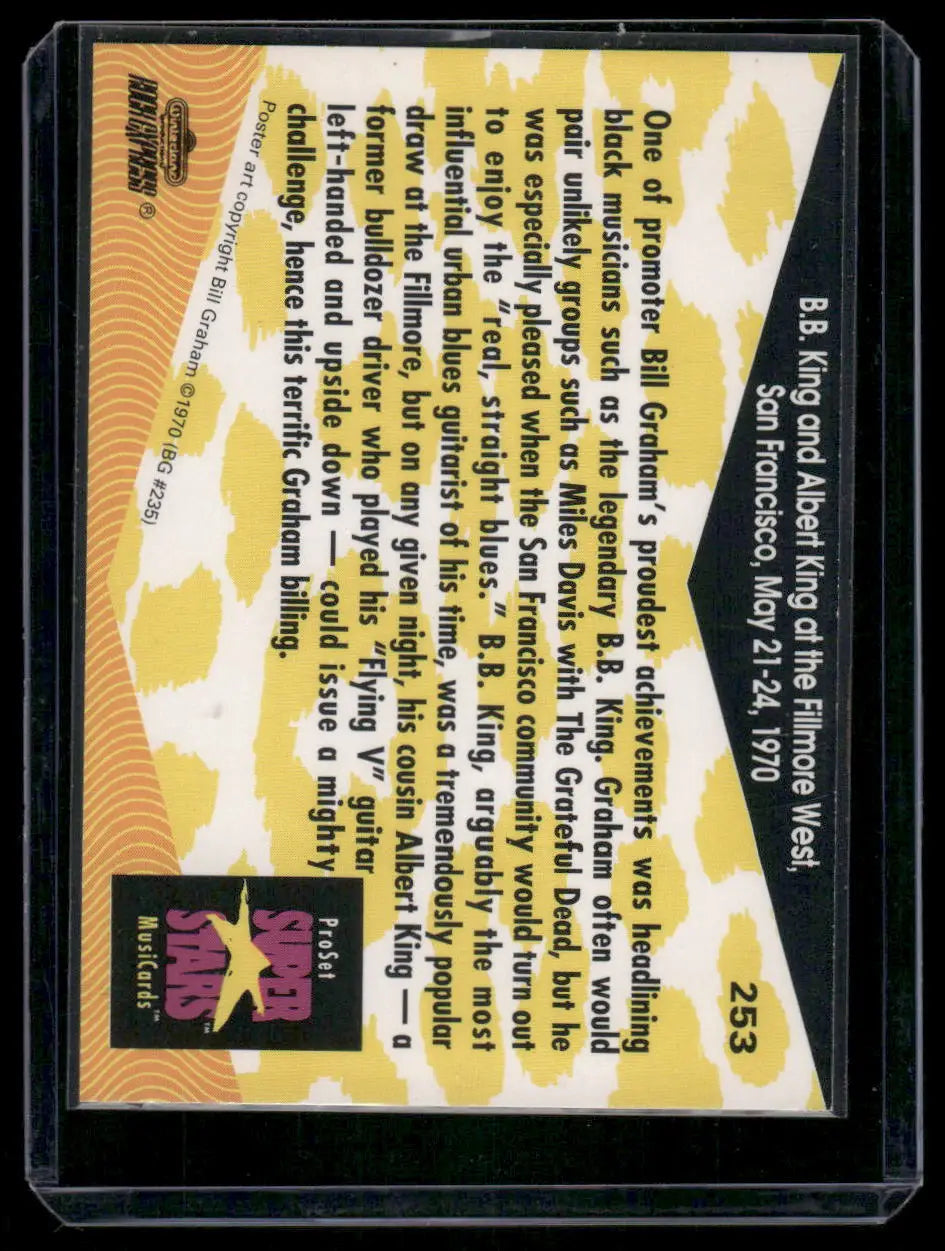 B.B. King and Albert King at the Fillmore West,
San Francisco, May 21-24, 1970
253
One of promoter Bill Graham's proudest achievements was headlining
black musicians such as the legendary B.B. King. Graham often would
pair unlikely groups such as Miles Davis with The Grateful Dead, but he
was especially pleased when the San Francisco community would turn out
to enjoy the "real, straight blues." B.B. King, arguably the most
influential urban blues guitarist of his time, was a tremendously popular
draw at the Fillmore, but on any given night, his cousin Albert King — a
former bulldozer driver who played his "Flying V" guitar
left-handed and upside down — could issue a mighty
challenge, hence this terrific Graham billing.
Poster art copyright Bill Graham ©1970 (BG #235)
®
ProSet
SUPER
STARS™
MusiCards™